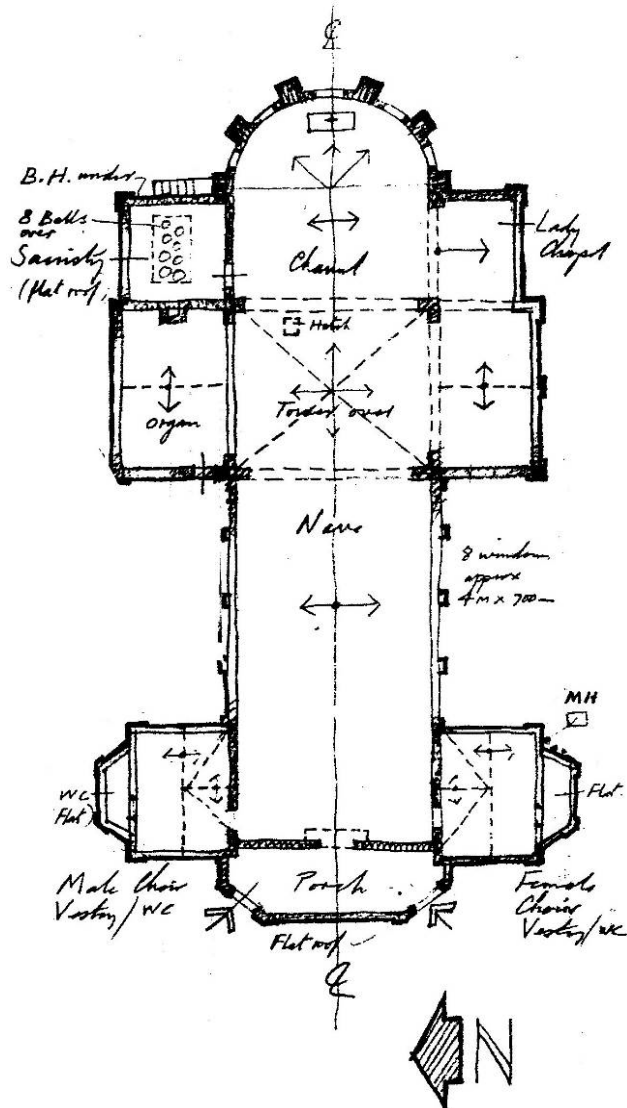 ℄
B.H. under
8 Bells
over
Sacristy
(flat roof)
Lady
Chapel
Chancel
Hatch
Tower over
organ
Nave
8 windows
approx
4M x 700
MH
WC
Flat
Flat
Male Choir
Vestry/WC
Porch
Female
Choir
Vestry/WC
Flat roof
℄
N